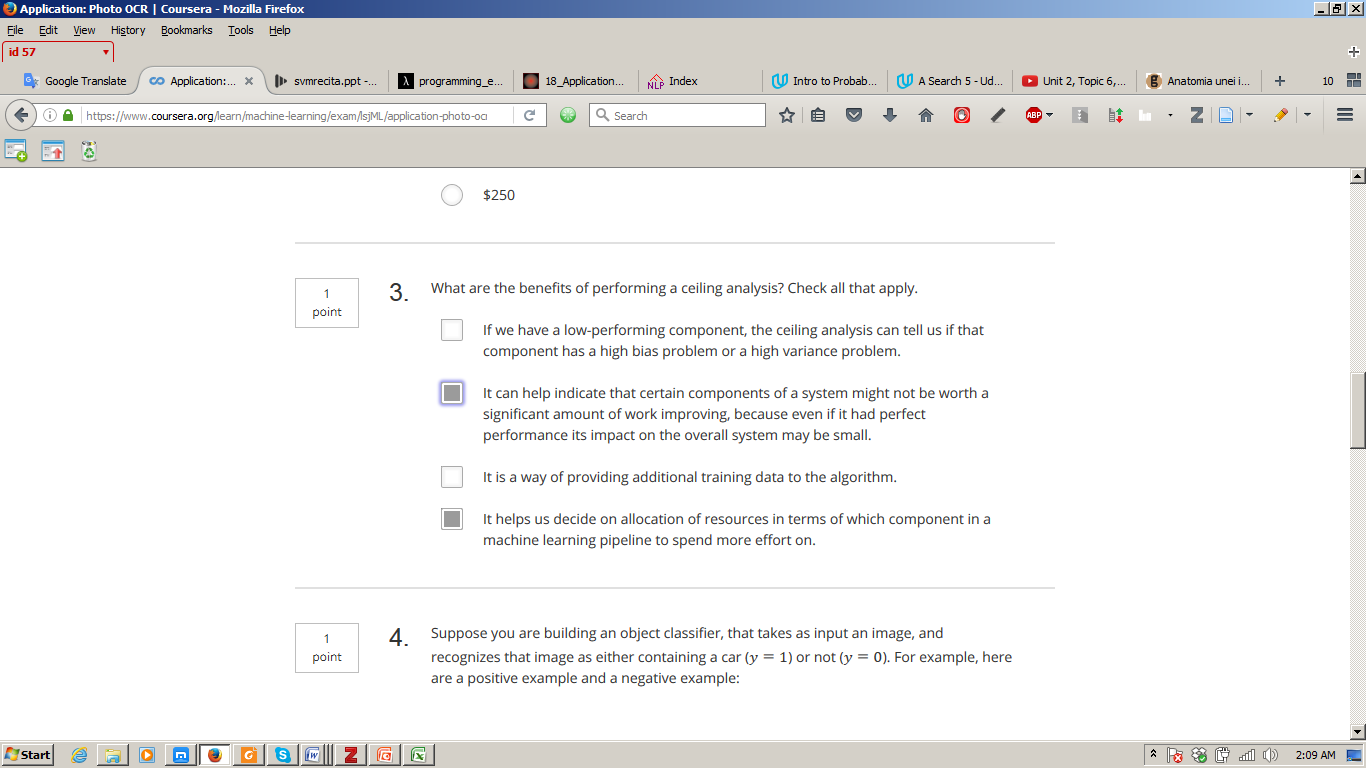 Application: Photo OCR | Coursera - Mozilla Firefox
File Edit View History Bookmarks Tools Help
id 57
Google Translate Application:... svmrecita.ppt -... programming_e... 18_Application... NLP Index Intro to Probab... A Search 5 - Ud... Unit 2, Topic 6,... Anatomia unei i... 10
https://www.coursera.org/learn/machine-learning/exam/lsjML/application-photo-oc Search ABP
$250
1 point
3. What are the benefits of performing a ceiling analysis? Check all that apply.
If we have a low-performing component, the ceiling analysis can tell us if that
component has a high bias problem or a high variance problem.
It can help indicate that certain components of a system might not be worth a
significant amount of work improving, because even if it had perfect
performance its impact on the overall system may be small.
It is a way of providing additional training data to the algorithm.
It helps us decide on allocation of resources in terms of which component in a
machine learning pipeline to spend more effort on.
1 point
4. Suppose you are building an object classifier, that takes as input an image, and
recognizes that image as either containing a car (y = 1) or not (y = 0). For example, here
are a positive example and a negative example:
Start 2:09 AM